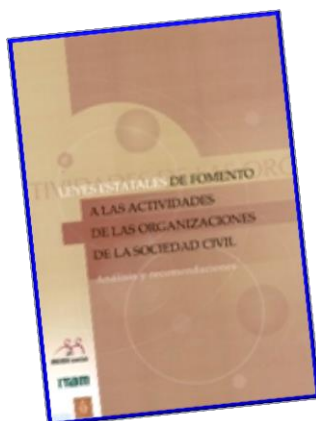 LEYES ESTATALES DE FOMENTO
A LAS ACTIVIDADES
DE LAS ORGANIZACIONES
DE LA SOCIEDAD CIVIL
Análisis y recomendaciones
ITAM